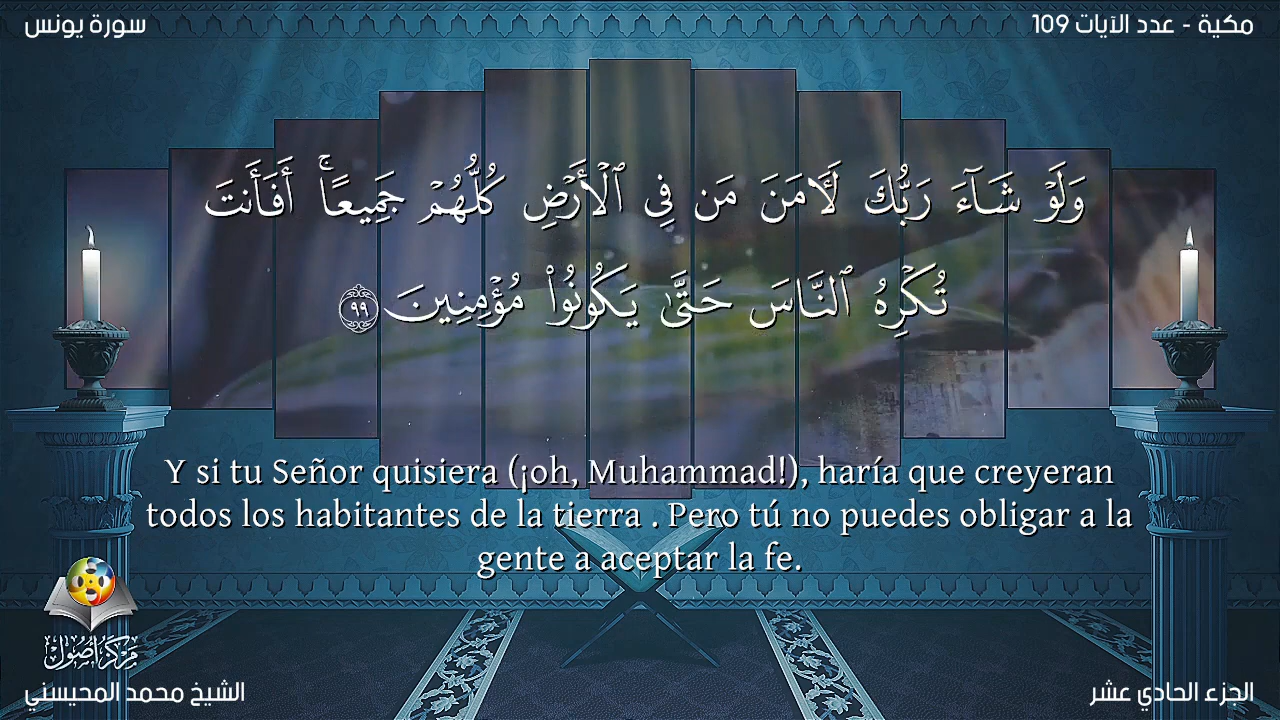 سورة يونس
مكية - عدد الآيات 109
وَلَوْ شَآءَ رَبُّكَ لَءَامَنَ مَن فِى ٱلْأَرْضِ كُلُّهُمْ جَمِيعًا ۚ أَفَأَنتَ
تُكْرِهُ ٱلنَّاسَ حَتَّىٰ يَكُونُوا۟ مُؤْمِنِينَ ٩٩
Y si tu Señor quisiera (¡oh, Muhammad!), haría que creyeran
todos los habitantes de la tierra . Pero tú no puedes obligar a la
gente a aceptar la fe.
مركز أصول
الشيخ محمد المحيسني
الجزء الحادي عشر